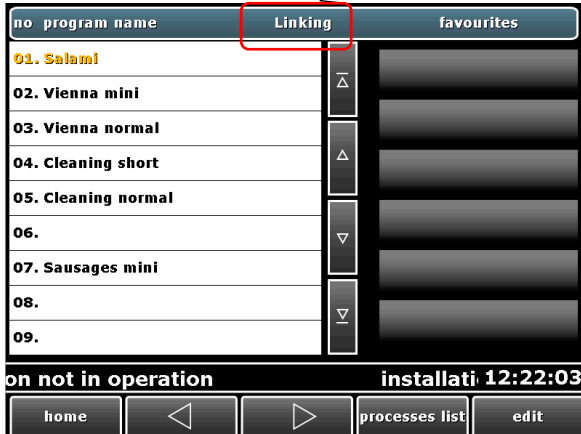 no program name Linking favourites
01. Salami
02. Vienna mini
03. Vienna normal
04. Cleaning short
05. Cleaning normal
06.
07. Sausages mini
08.
09.
on not in operation installati 12:22:03
home processes list edit